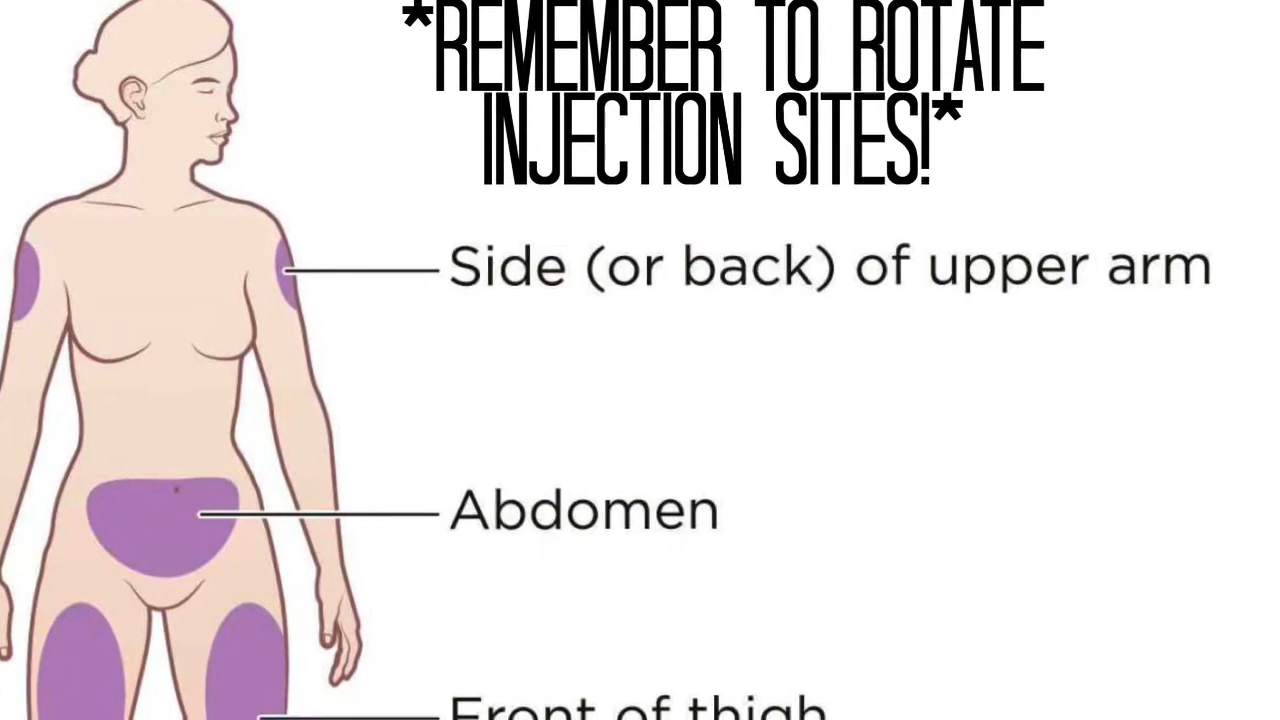 *REMEMBER TO ROTATE
INJECTION SITES!*
Side (or back) of upper arm
Abdomen
Front of thigh